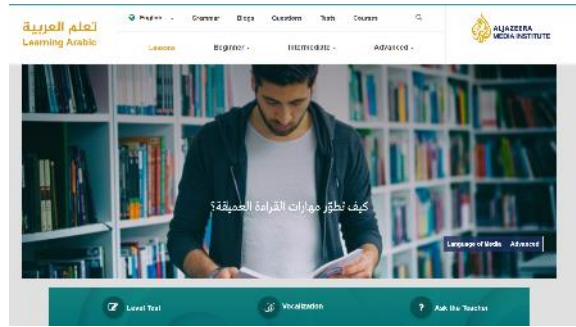 تعلم العربية
Learning Arabic
English
Grammar
Blogs
Questions
Tests
Courses
ALJAZEERA
MEDIA INSTITUTE
Lessons
Beginner
Intermediate
Advanced
كيف تطوّر مهارات القراءة العميقة؟
Language of Media
Advanced
Level Test
Vocalization
? Ask the Teacher